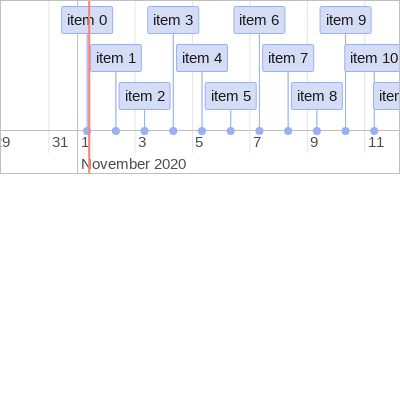 item 0 item 3 item 6 item 9
item 1 item 4 item 7 item 10
item 2 item 5 item 8
31 1 3 5 7 9 11
November 2020